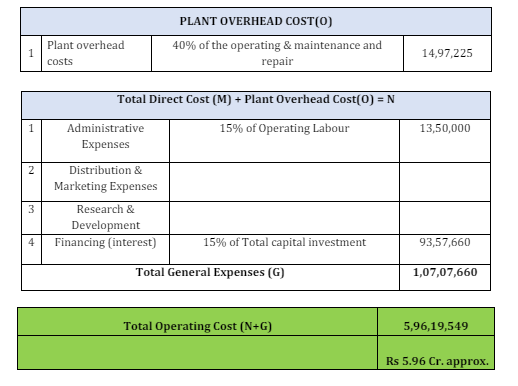 PLANT OVERHEAD COST(O)
1 Plant overhead costs 40% of the operating & maintenance and repair 14,97,225
Total Direct Cost (M) + Plant Overhead Cost(O) = N
1 Administrative Expenses 15% of Operating Labour 13,50,000
2 Distribution & Marketing Expenses
3 Research & Development
4 Financing (interest) 15% of Total capital investment 93,57,660
Total General Expenses (G) 1,07,07,660
Total Operating Cost (N+G) 5,96,19,549
Rs 5.96 Cr. approx.